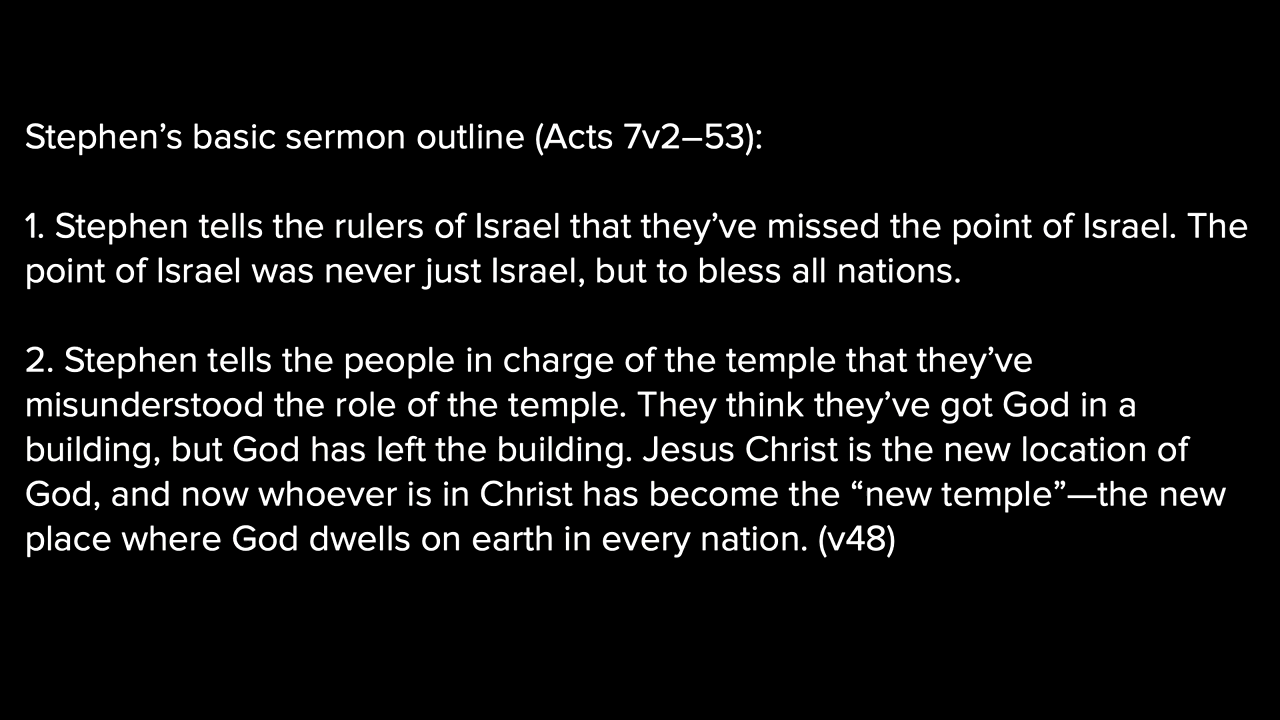 Stephen’s basic sermon outline (Acts 7v2–53):
1. Stephen tells the rulers of Israel that they’ve missed the point of Israel. The
point of Israel was never just Israel, but to bless all nations.
2. Stephen tells the people in charge of the temple that they’ve
misunderstood the role of the temple. They think they’ve got God in a
building, but God has left the building. Jesus Christ is the new location of
God, and now whoever is in Christ has become the “new temple”—the new
place where God dwells on earth in every nation. (v48)